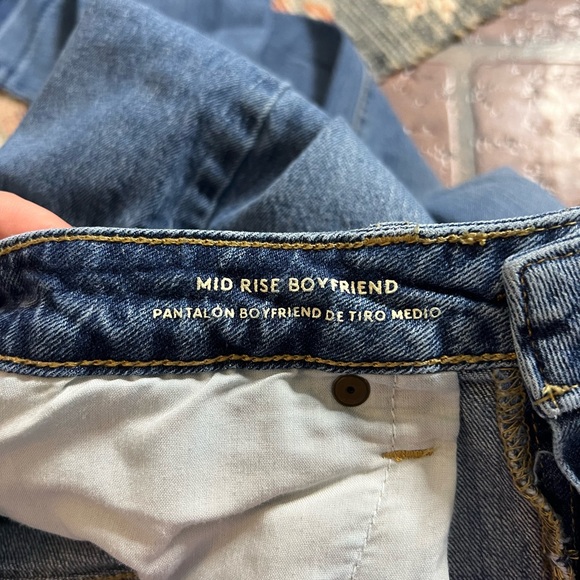 MID RISE BOYFRIEND
PANTALÓN BOYFRIEND DE TIRO MEDIO